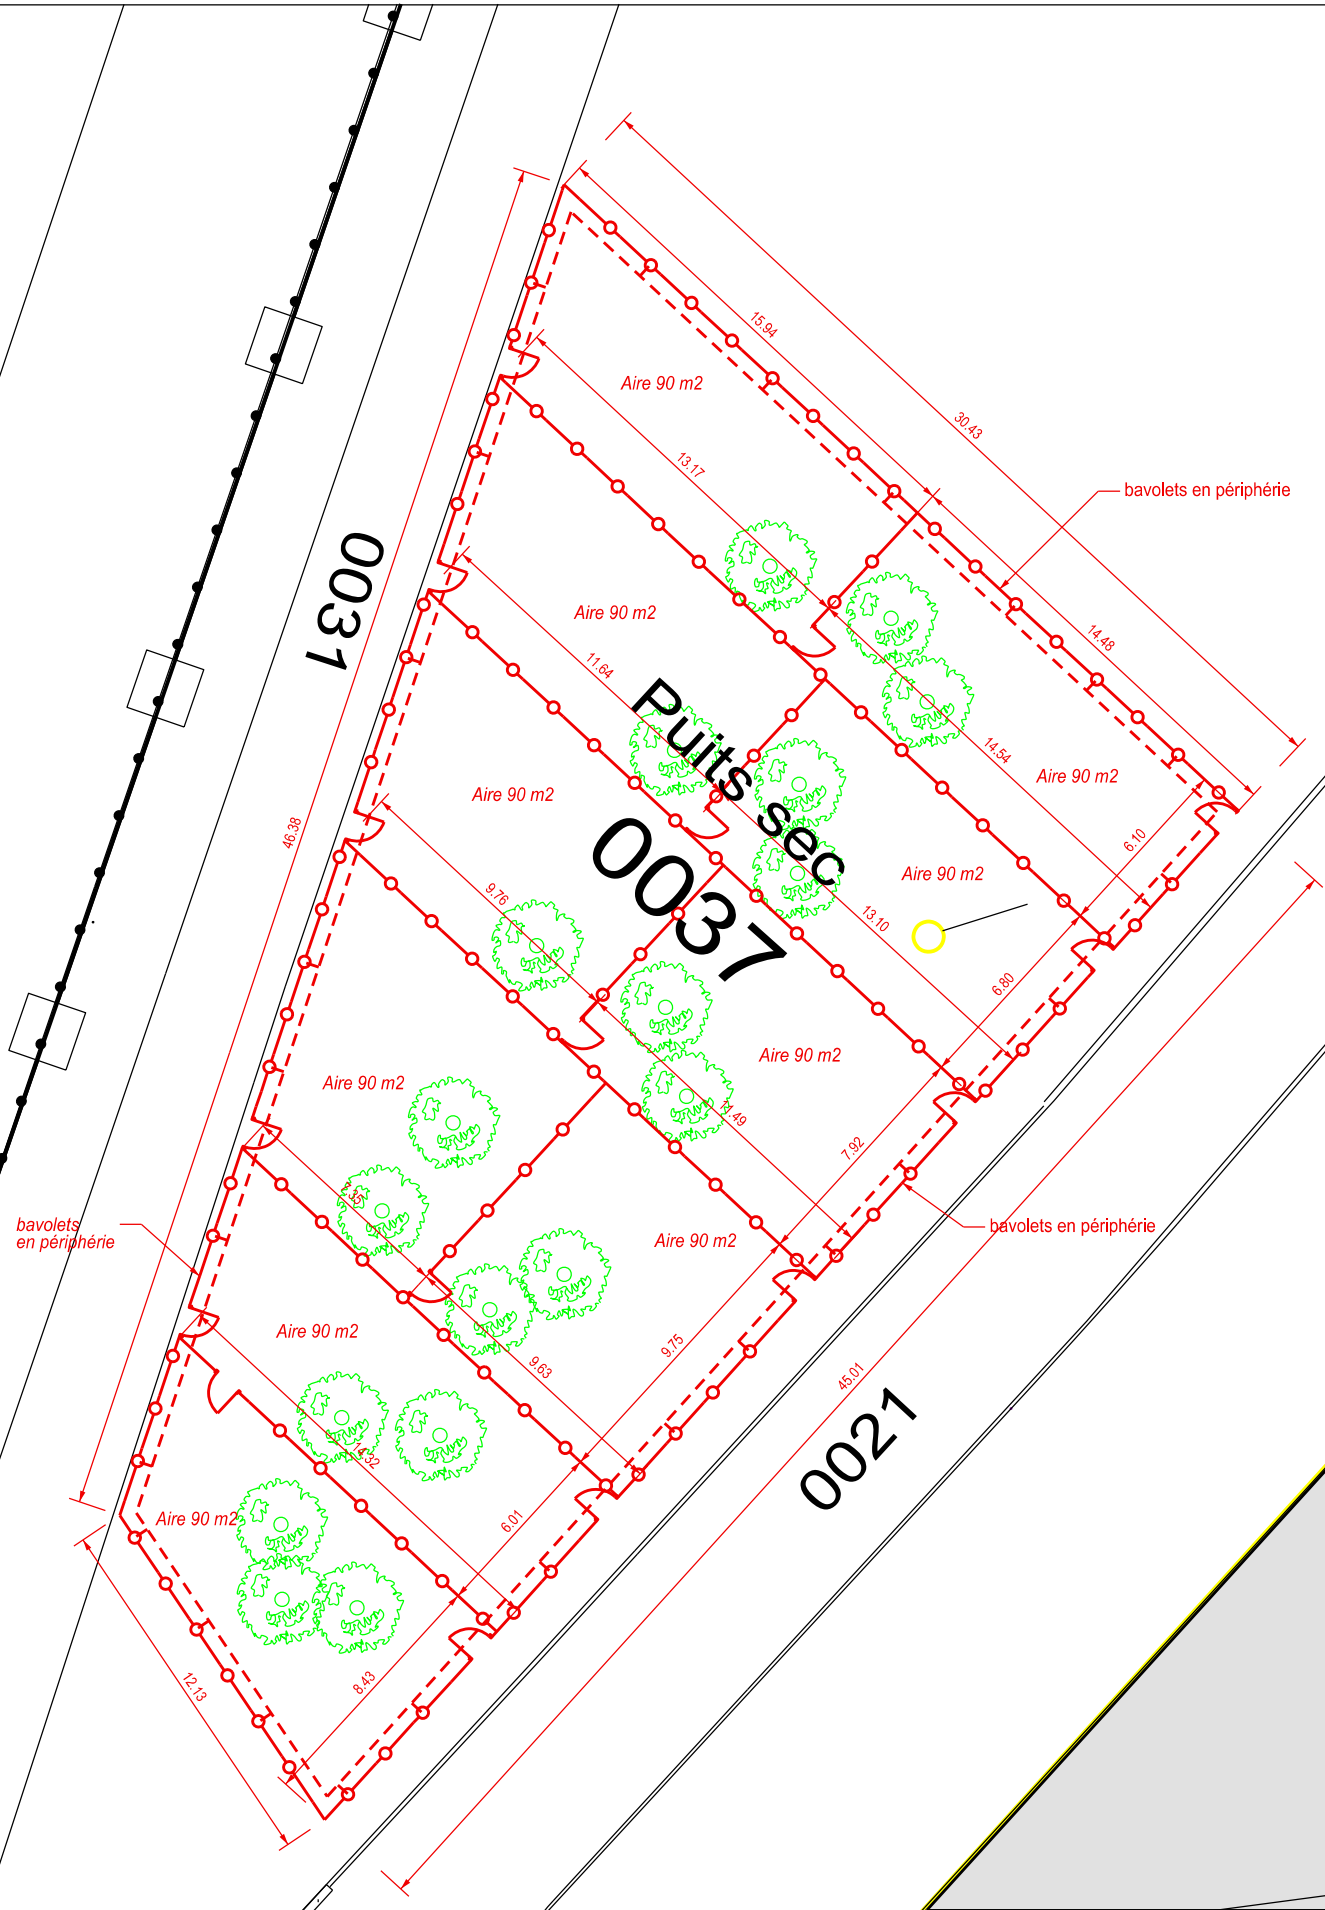 15.94
30.43
Aire 90 m2
13.17
bavolets en périphérie
0031
Aire 90 m2
14.48
11.64
Puits sec
14.54
Aire 90 m2
Aire 90 m2
46.38
0037
6.10
Aire 90 m2
9.76
13.10
6.80
Aire 90 m2
Aire 90 m2
11.49
7.92
7.35
bavolets
en périphérie
bavolets en périphérie
Aire 90 m2
Aire 90 m2
9.75
9.63
45.01
0021
14.32
Aire 90 m2
6.01
12.13
8.43